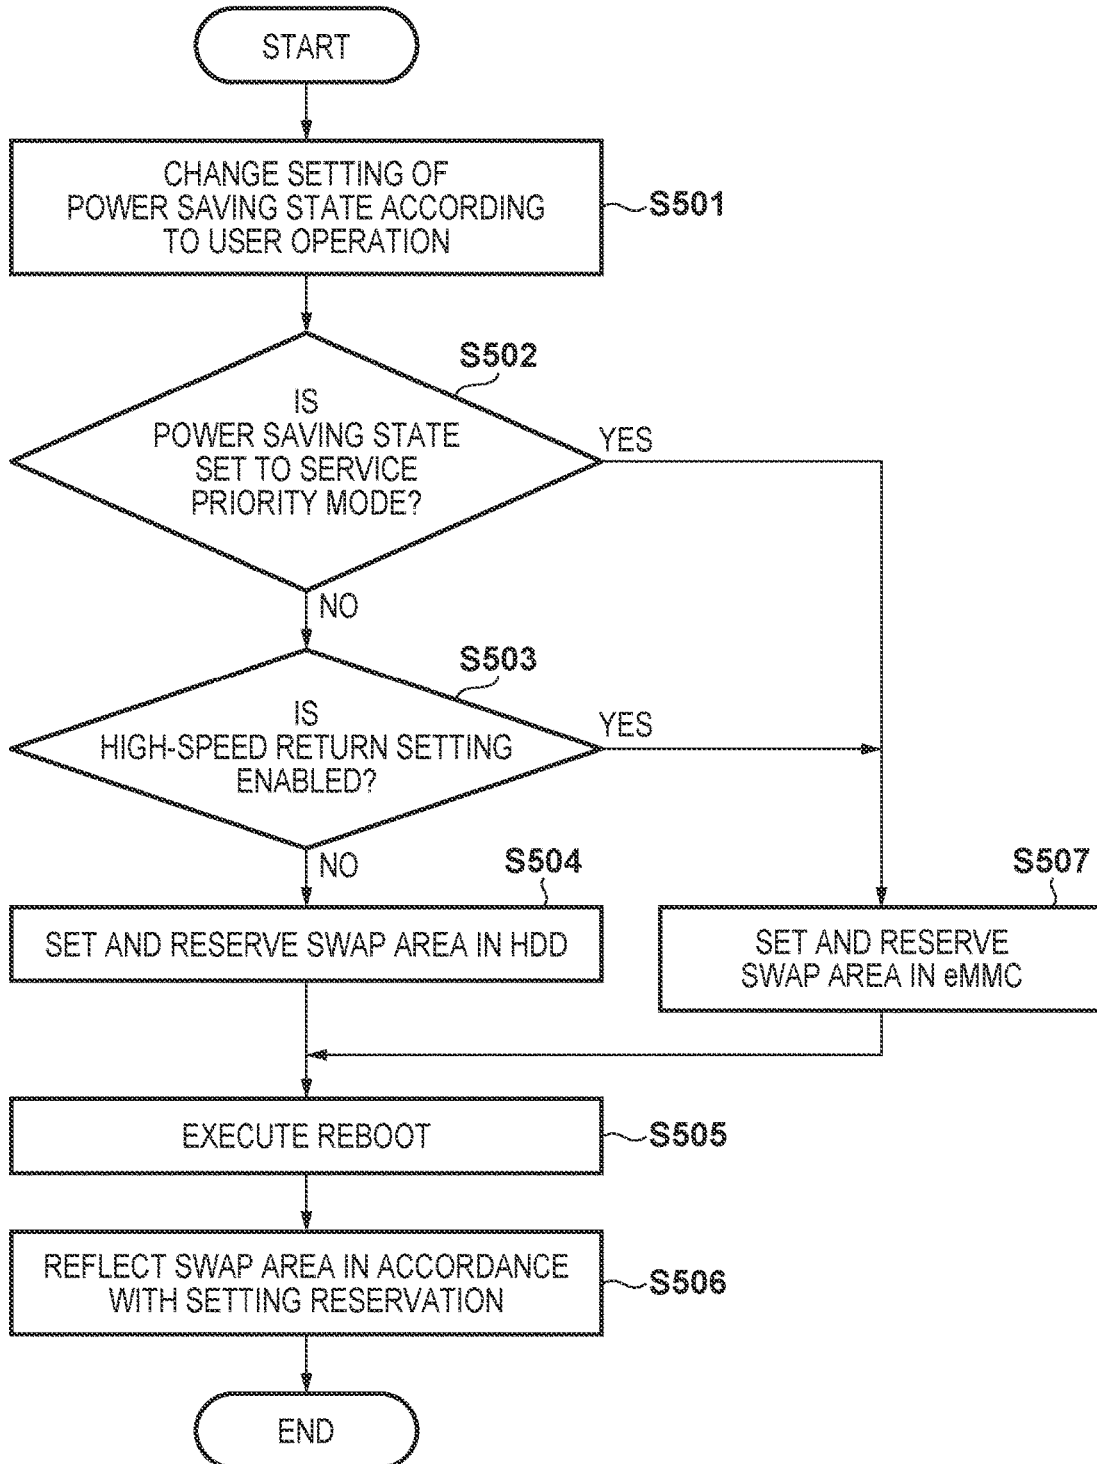 START
CHANGE SETTING OF
POWER SAVING STATE ACCORDING
TO USER OPERATION
S501
S502
IS
POWER SAVING STATE
SET TO SERVICE
PRIORITY MODE?
YES
NO
S503
IS
HIGH-SPEED RETURN SETTING
ENABLED?
YES
NO
S504
SET AND RESERVE SWAP AREA IN HDD
S507
SET AND RESERVE
SWAP AREA IN eMMC
EXECUTE REBOOT
S505
REFLECT SWAP AREA IN ACCORDANCE
WITH SETTING RESERVATION
S506
END